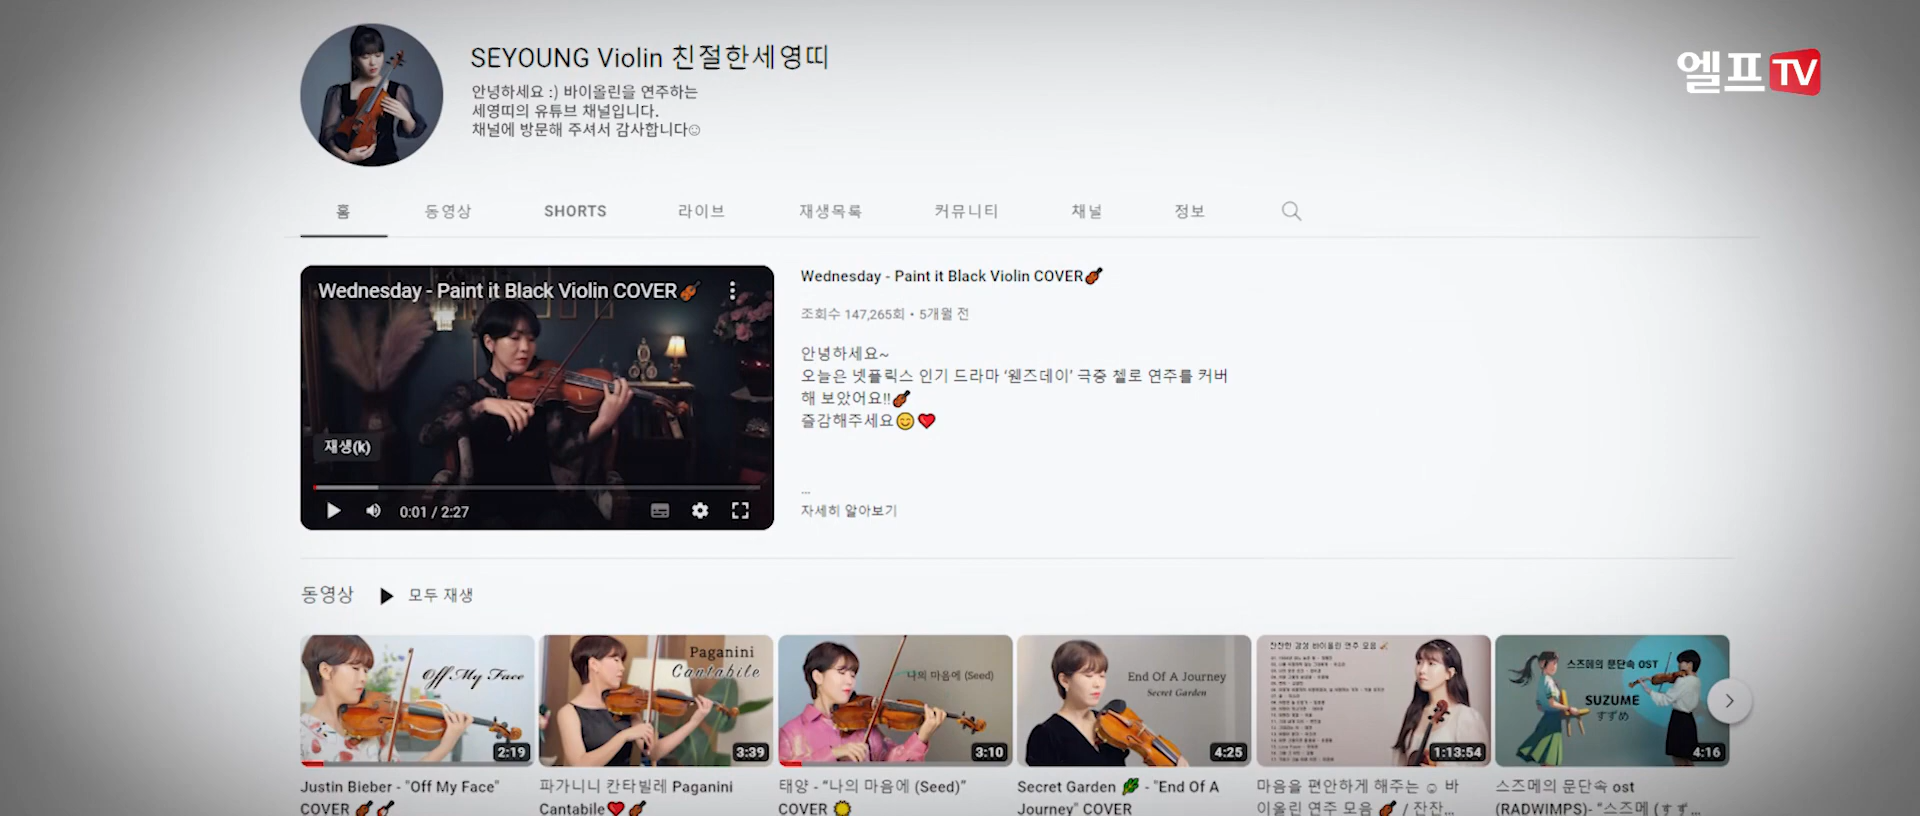 SEYOUNG Violin 친절한세영띠
안녕하세요 :) 바이올린을 연주하는
세영띠의 유튜브 채널입니다.
채널에 방문해 주셔서 감사합니다☺
엘프TV
홈 동영상 SHORTS 라이브 재생목록 커뮤니티 채널 정보
Wednesday - Paint it Black Violin COVER🎻
재생(k)
0:01 / 2:27
Wednesday - Paint it Black Violin COVER🎻
조회수 147,265회 • 5개월 전
안녕하세요~
오늘은 넷플릭스 인기 드라마 ‘웬즈데이’ 극중 첼로 연주를 커버
해 보았어요!!🎻
즐감해주세요😊❤️
...
자세히 알아보기
동영상 ▶ 모두 재생
Off My Face
2:19
Justin Bieber - "Off My Face"
COVER 🎻
Paganini
Cantabile
3:39
파가니니 칸타빌레 Paganini
Cantabile❤️🎻
나의 마음에 (Seed)
3:10
태양 - “나의 마음에 (Seed)”
COVER 🌞
End Of A Journey
Secret Garden
4:25
Secret Garden 🌿 - "End Of A
Journey" COVER
잔잔한 감성 바이올린 연주 모음
1:13:54
마음을 편안하게 해주는 ☺ 바
이올린 연주 모음 🎻 / 잔잔...
스즈메의 문단속 OST
SUZUME
すずめ
4:16
스즈메의 문단속 ost
(RADWIMPS)- “스즈메 (すず...